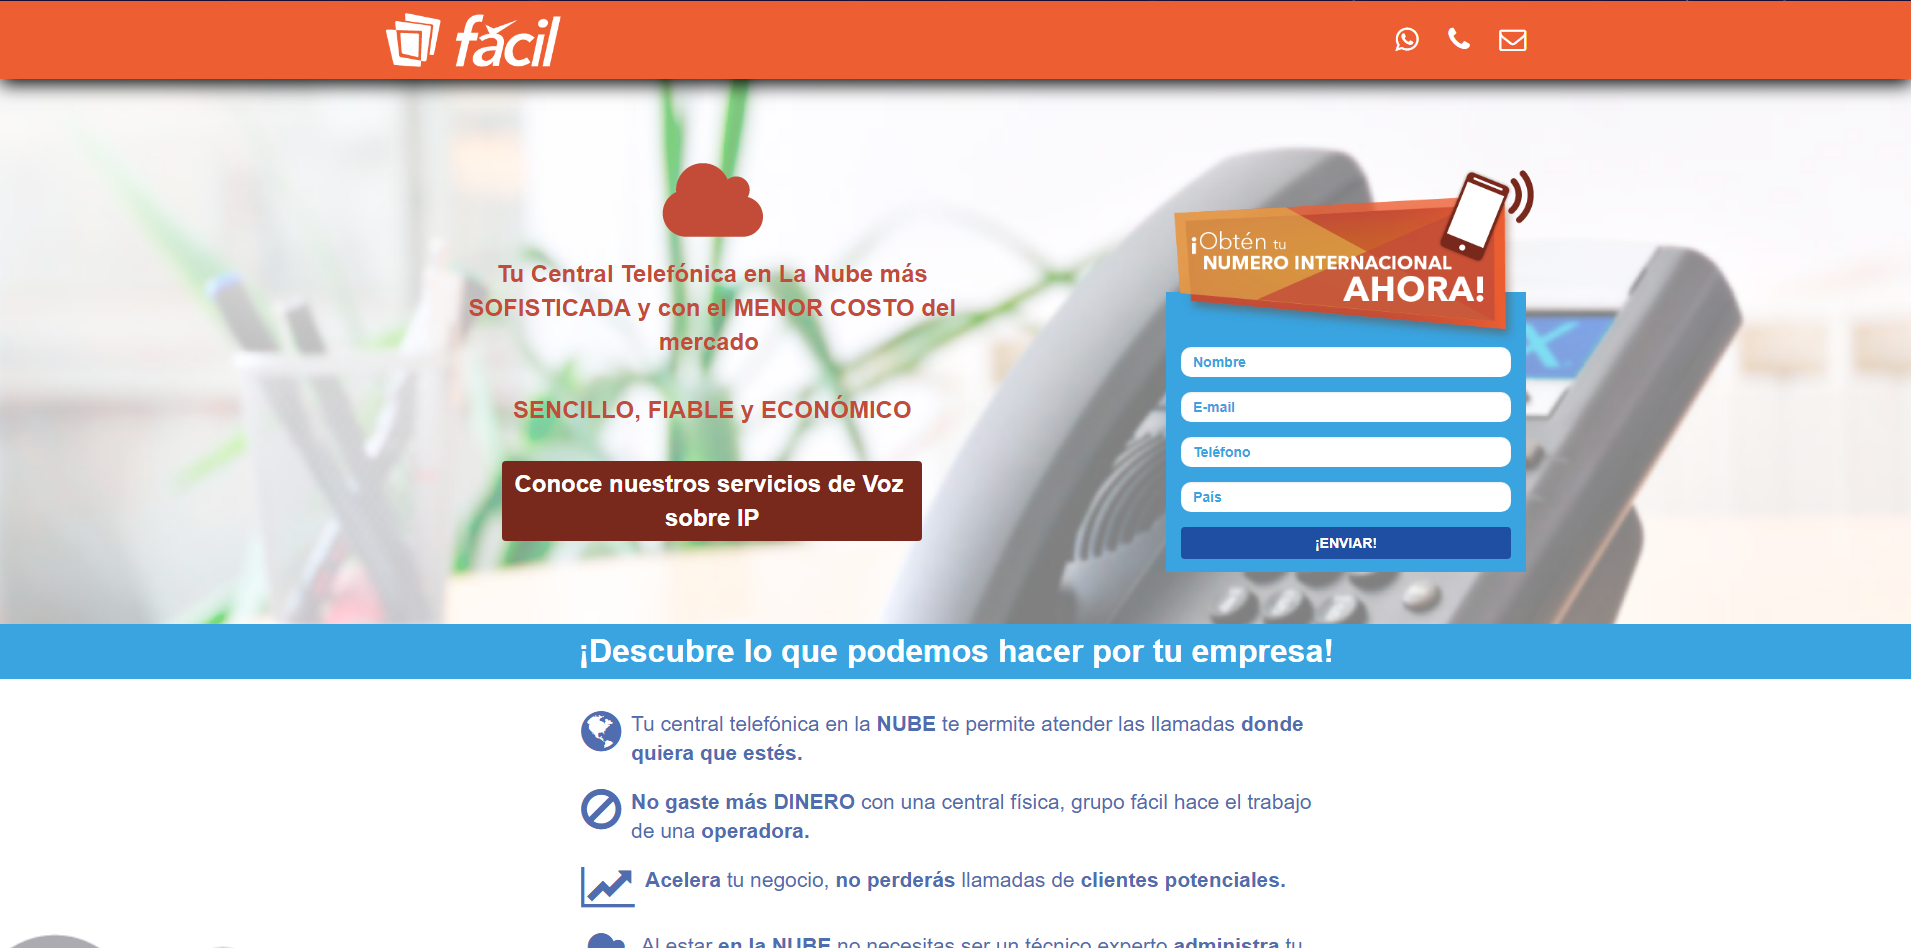 fácil
Tu Central Telefónica en La Nube más
SOFISTICADA y con el MENOR COSTO del
mercado
SENCILLO, FIABLE y ECONÓMICO
Conoce nuestros servicios de Voz
sobre IP
¡Obtén tu
NUMERO INTERNACIONAL
AHORA!
Nombre
E-mail
Teléfono
Pais
¡ENVIAR!
¡Descubre lo que podemos hacer por tu empresa!
Tu central telefónica en la NUBE te permite atender las llamadas donde
quiera que estés.
No gaste más DINERO con una central física, grupo fácil hace el trabajo
de una operadora.
Acelera tu negocio, no perderás llamadas de clientes potenciales.
Al estar en la NUBE no necesitas ser un técnico experto administra tu